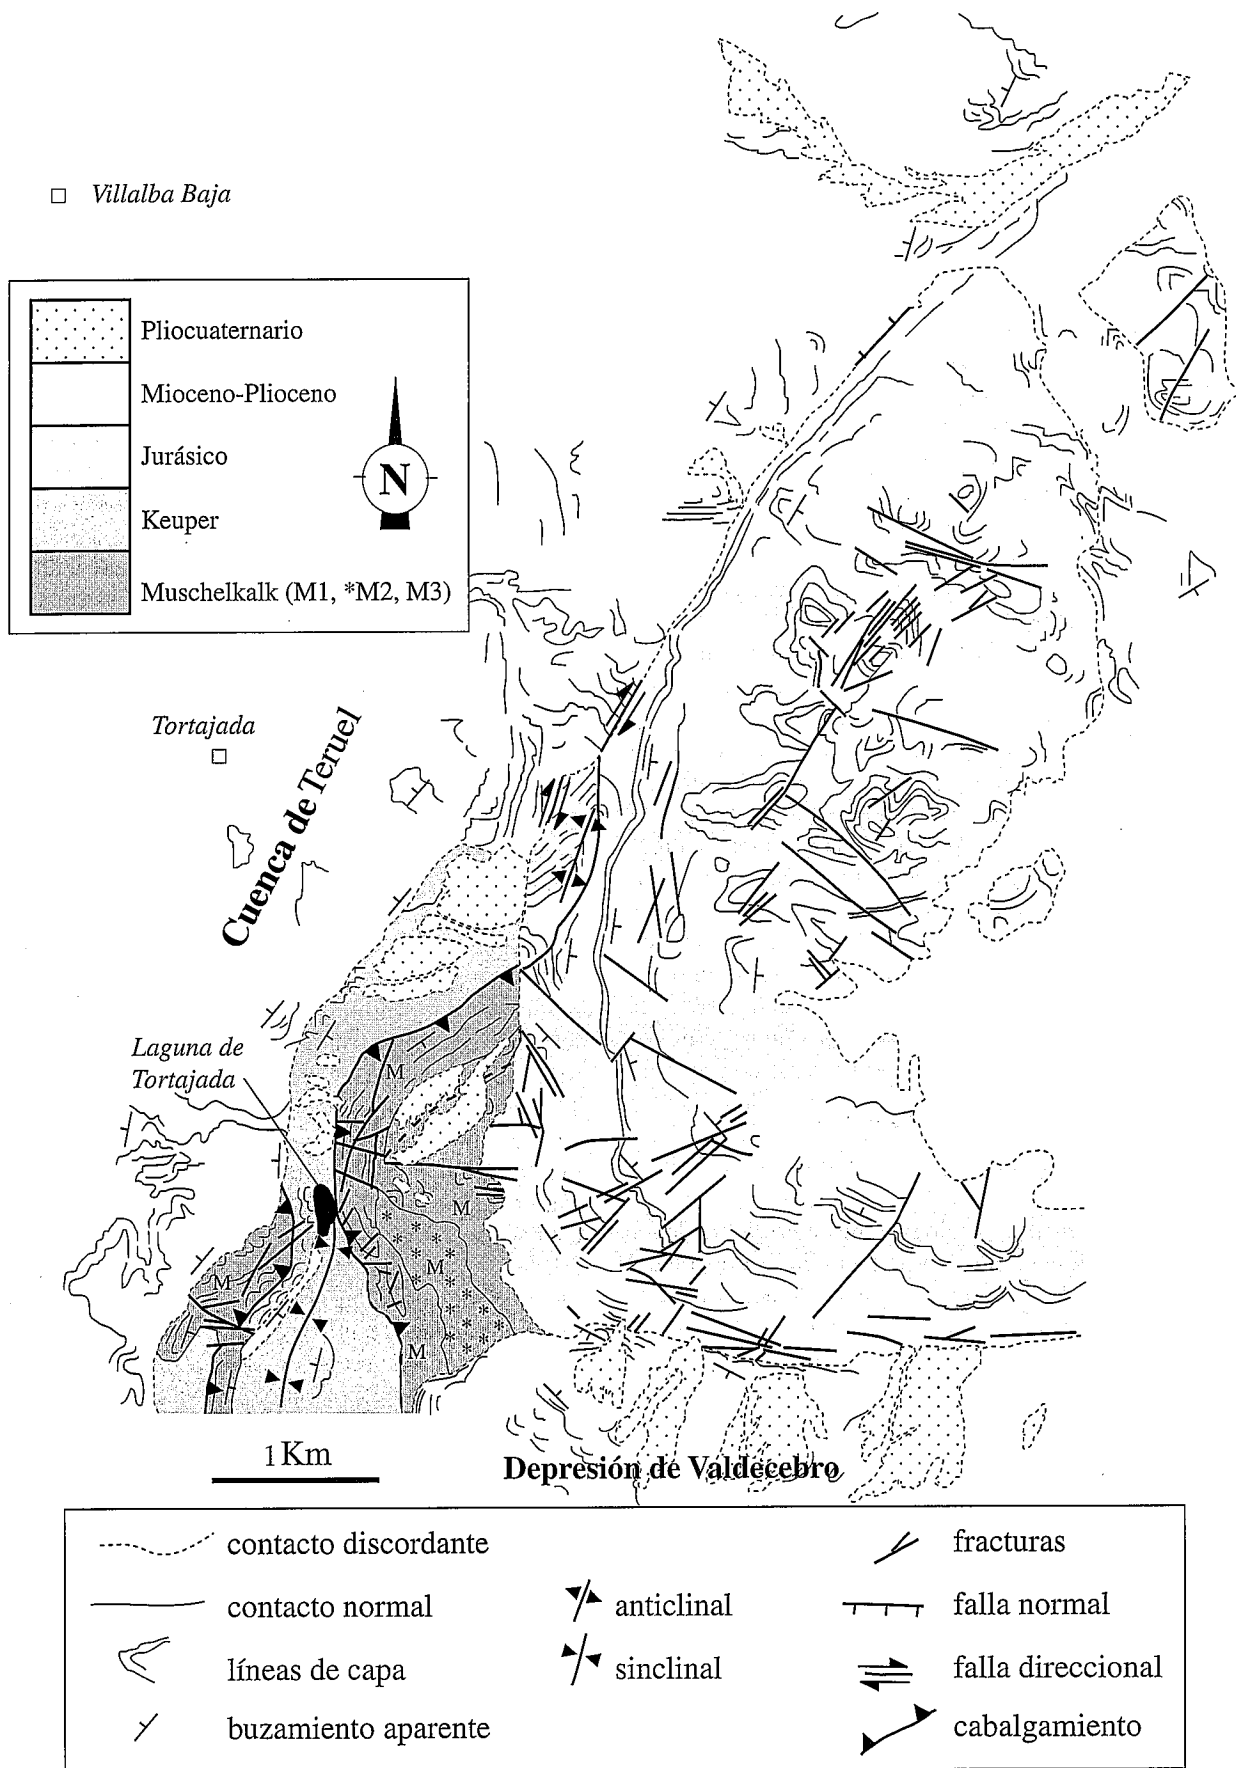 Villalba Baja
Pliocuaternario
Mioceno-Plioceno
Jurásico
Keuper
Muschelkalk (M1, *M2, M3)
N
Tortajada
Cuenca de Teruel
Laguna de
Tortajada
M
M
M
M
M
1 Km
Depresión de Valdecebro
contacto discordante
contacto normal
líneas de capa
buzamiento aparente
anticlinal
sinclinal
fracturas
falla normal
falla direccional
cabalgamiento